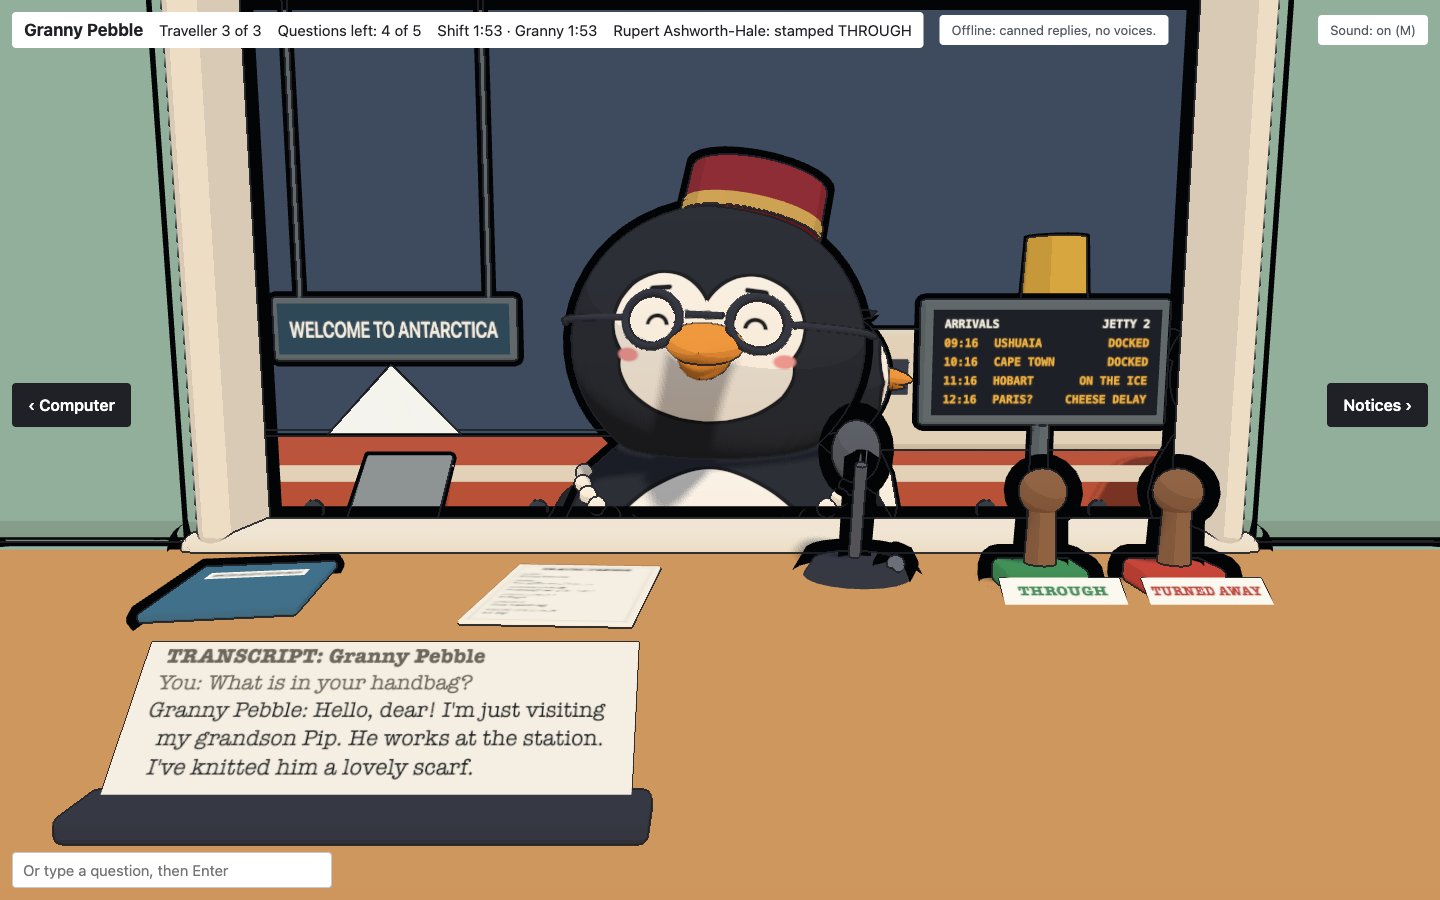 Granny Pebble Traveller 3 of 3 Questions left: 4 of 5 Shift 1:53 · Granny 1:53 Rupert Ashworth-Hale: stamped THROUGH
Offline: canned replies, no voices.
Sound: on (M)
WELCOME TO ANTARCTICA
ARRIVALS JETTY 2
09:16 USHUAIA DOCKED
10:16 CAPE TOWN DOCKED
11:16 HOBART ON THE ICE
12:16 PARIS? CHEESE DELAY
‹ Computer
Notices ›
THROUGH
TURNED AWAY
TRANSCRIPT: Granny Pebble
You: What is in your handbag?
Granny Pebble: Hello, dear! I'm just visiting
my grandson Pip. He works at the station.
I've knitted him a lovely scarf.
Or type a question, then Enter